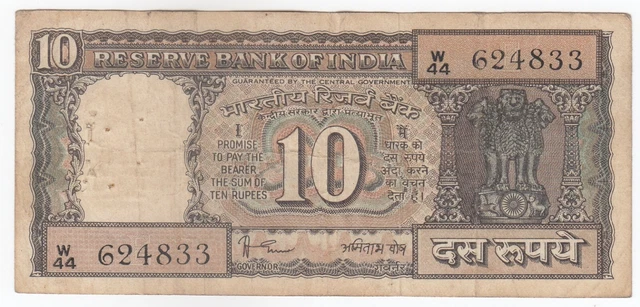 10
RESERVE BANK OF INDIA
W/44 624833
GUARANTEED BY THE CENTRAL GOVERNMENT
भारतीय रिज़र्व बैंक
केन्द्रीय सरकार द्वारा प्रत्याभूत
I
PROMISE
TO PAY THE
BEARER
THE SUM OF
TEN RUPEES
10
मैं
धारक को
दस रुपये
अदा करने
का वचन
देता हूँ।
W/44 624833
अमिताभ घोष
GOVERNOR
गवर्नर
दस रुपये